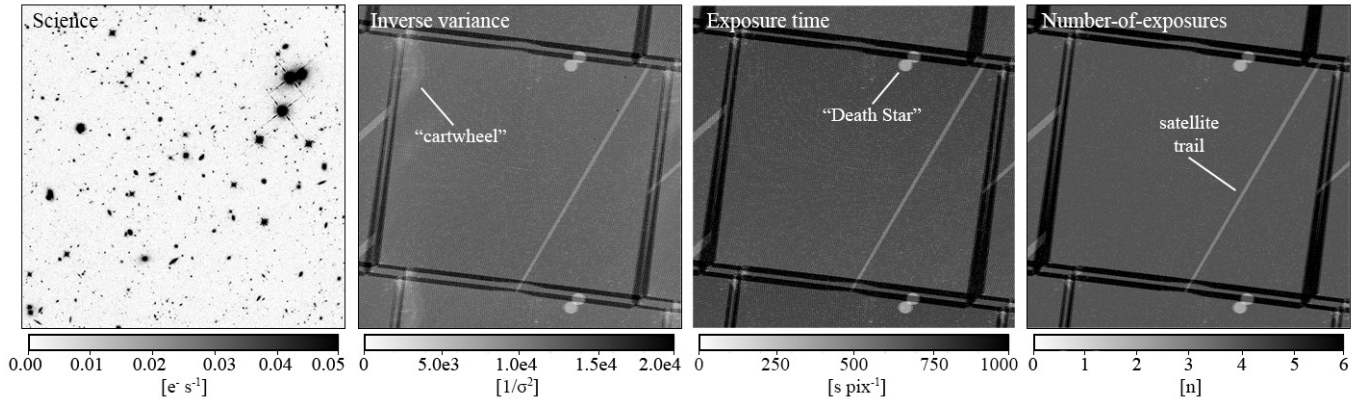 Science
Inverse variance
Exposure time
Number-of-exposures
“cartwheel”
“Death Star”
satellite
trail
0.00 0.01 0.02 0.03 0.04 0.05
[e⁻ s⁻¹]
0 5.0e3 1.0e4 1.5e4 2.0e4
[1/σ²]
0 250 500 750 1000
[s pix⁻¹]
0 1 2 3 4 5 6
[n]